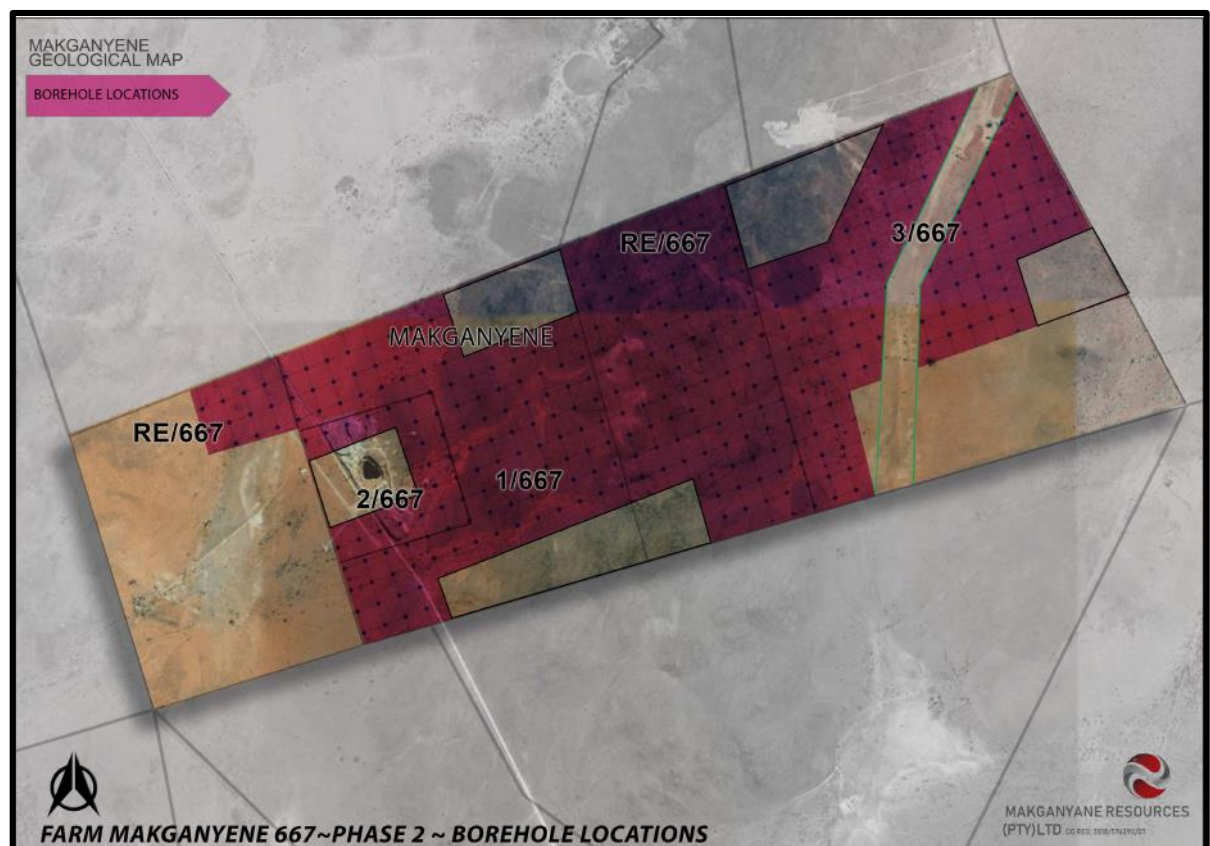 MAKGANYENE
GEOLOGICAL MAP
BOREHOLE LOCATIONS
RE/667
3/667
MAKGANYENE
RE/667
1/667
2/667
MAKGANYANE RESOURCES
(PTY)LTD
FARM MAKGANYENE 667~PHASE 2 ~ BOREHOLE LOCATIONS